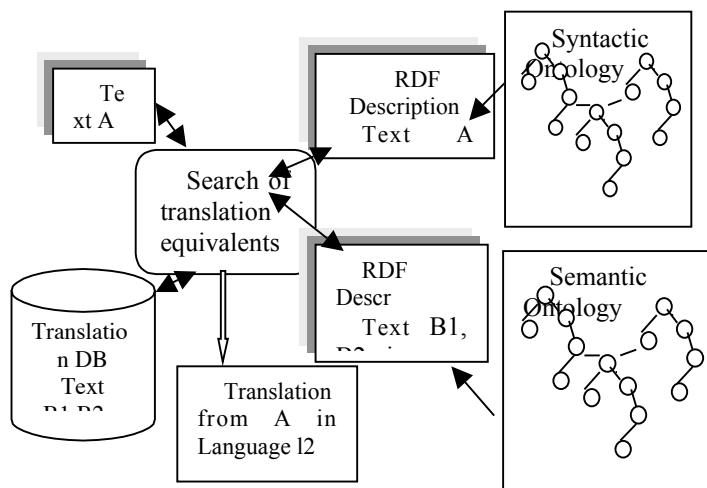 Te
xt A
RDF
Description
Text A
Syntactic
Ontology
Search of
translation
equivalents
RDF
Descr
Text B1,
Semantic
Ontology
Translatio
n DB
Text
Translation
from A in
Language l2